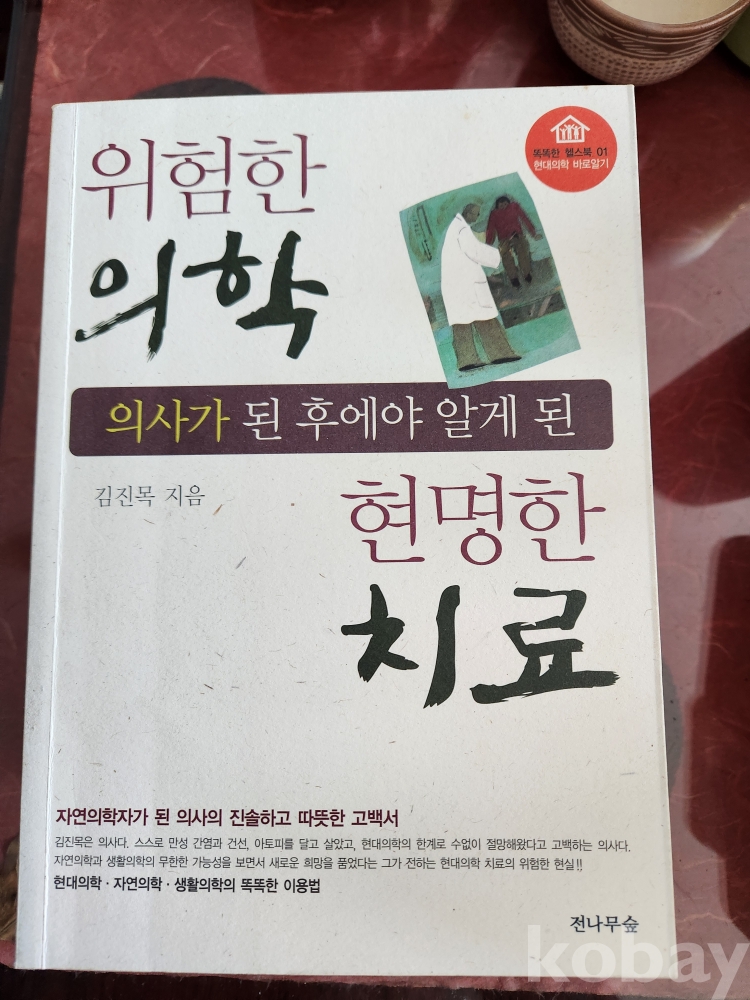 똑똑한 헬스북 01
현대의학 바로알기
위험한
의학
의사가 된 후에야 알게 된
김진목 지음
현명한
치료
자연의학자가 된 의사의 진솔하고 따뜻한 고백서
김진목은 의사다. 스스로 만성 간염과 건선, 아토피를 달고 살았고, 현대의학의 한계로 수없이 절망해왔다고 고백하는 의사다.
자연의학과 생활의학의 무한한 가능성을 보면서 새로운 희망을 품었다는 그가 전하는 현대의학 치료의 위험한 현실!!
현대의학 · 자연의학 · 생활의학의 똑똑한 이용법
전나무숲
kobay